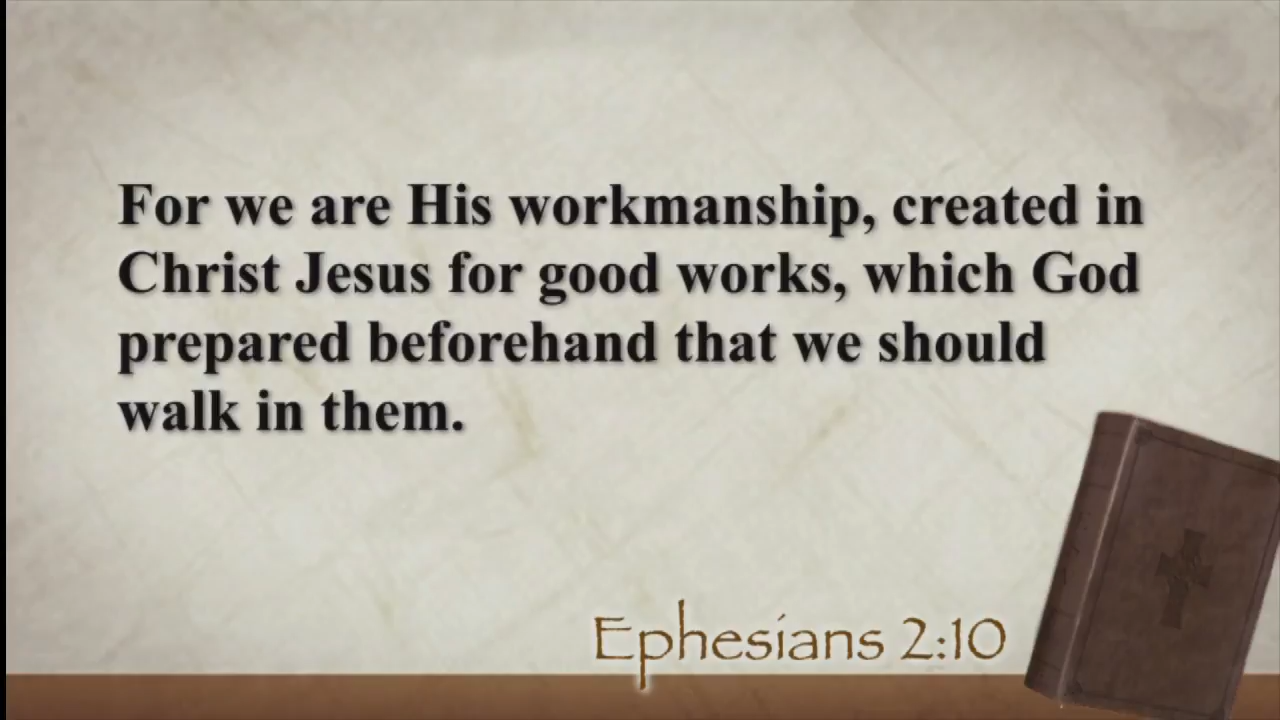 For we are His workmanship, created in
Christ Jesus for good works, which God
prepared beforehand that we should
walk in them.
Ephesians 2:10